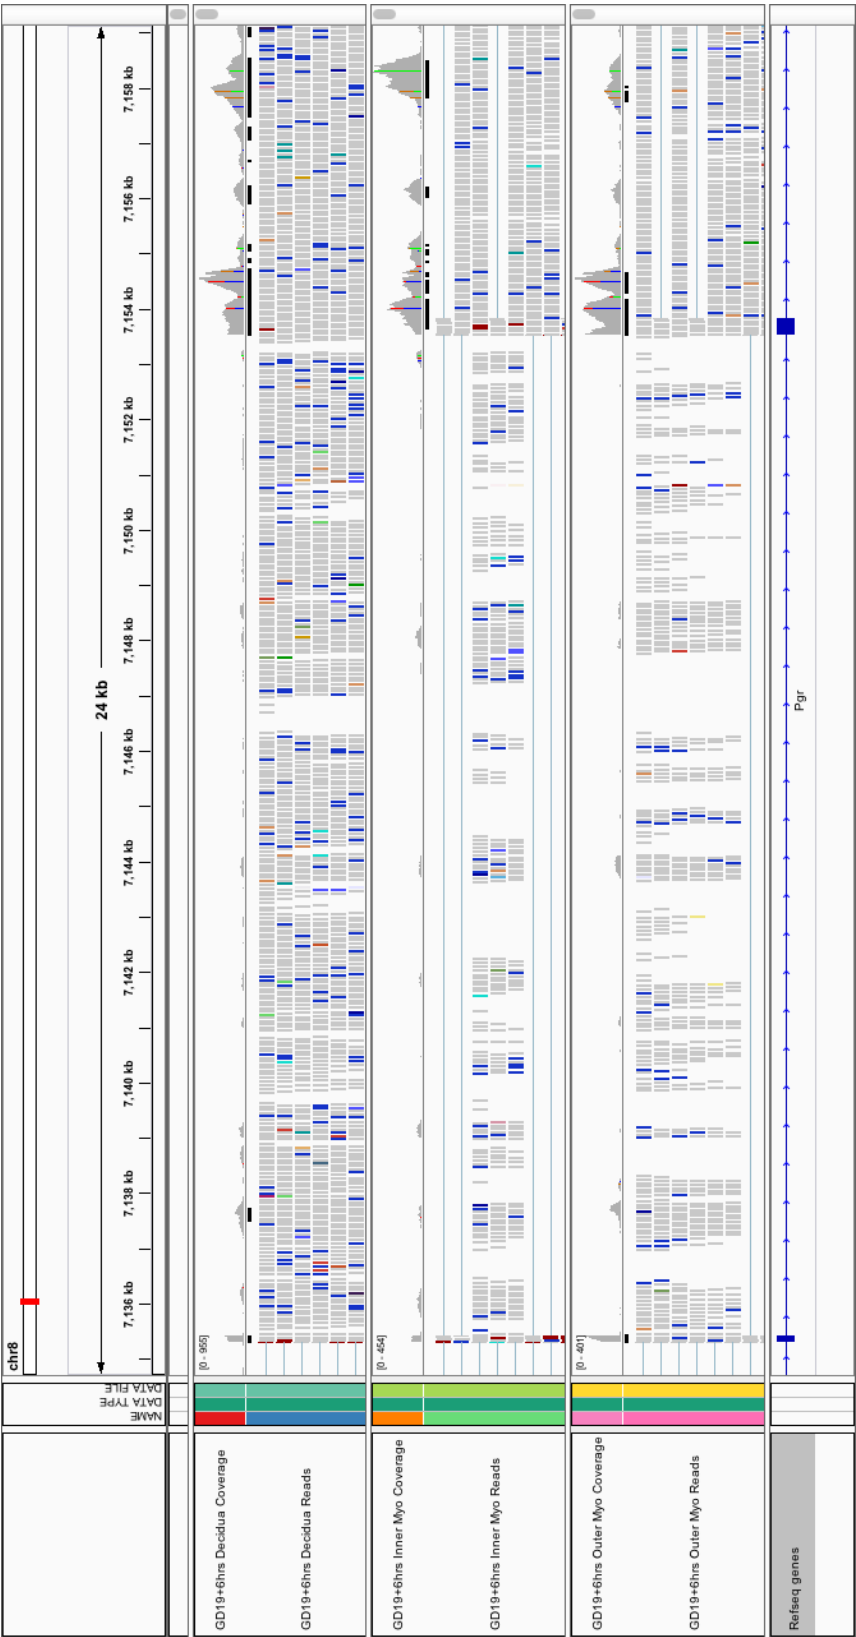 chr8
24 kb
7,136 kb
7,138 kb
7,140 kb
7,142 kb
7,144 kb
7,146 kb
7,148 kb
7,150 kb
7,152 kb
7,154 kb
7,156 kb
7,158 kb
NAME
DATA TYPE
DATA FILE
GD19+6hrs Decidua Coverage
[0 - 955]
GD19+6hrs Decidua Reads
GD19+6hrs Inner Myo Coverage
[0 - 454]
GD19+6hrs Inner Myo Reads
GD19+6hrs Outer Myo Coverage
[0 - 401]
GD19+6hrs Outer Myo Reads
Refseq genes
Pgr